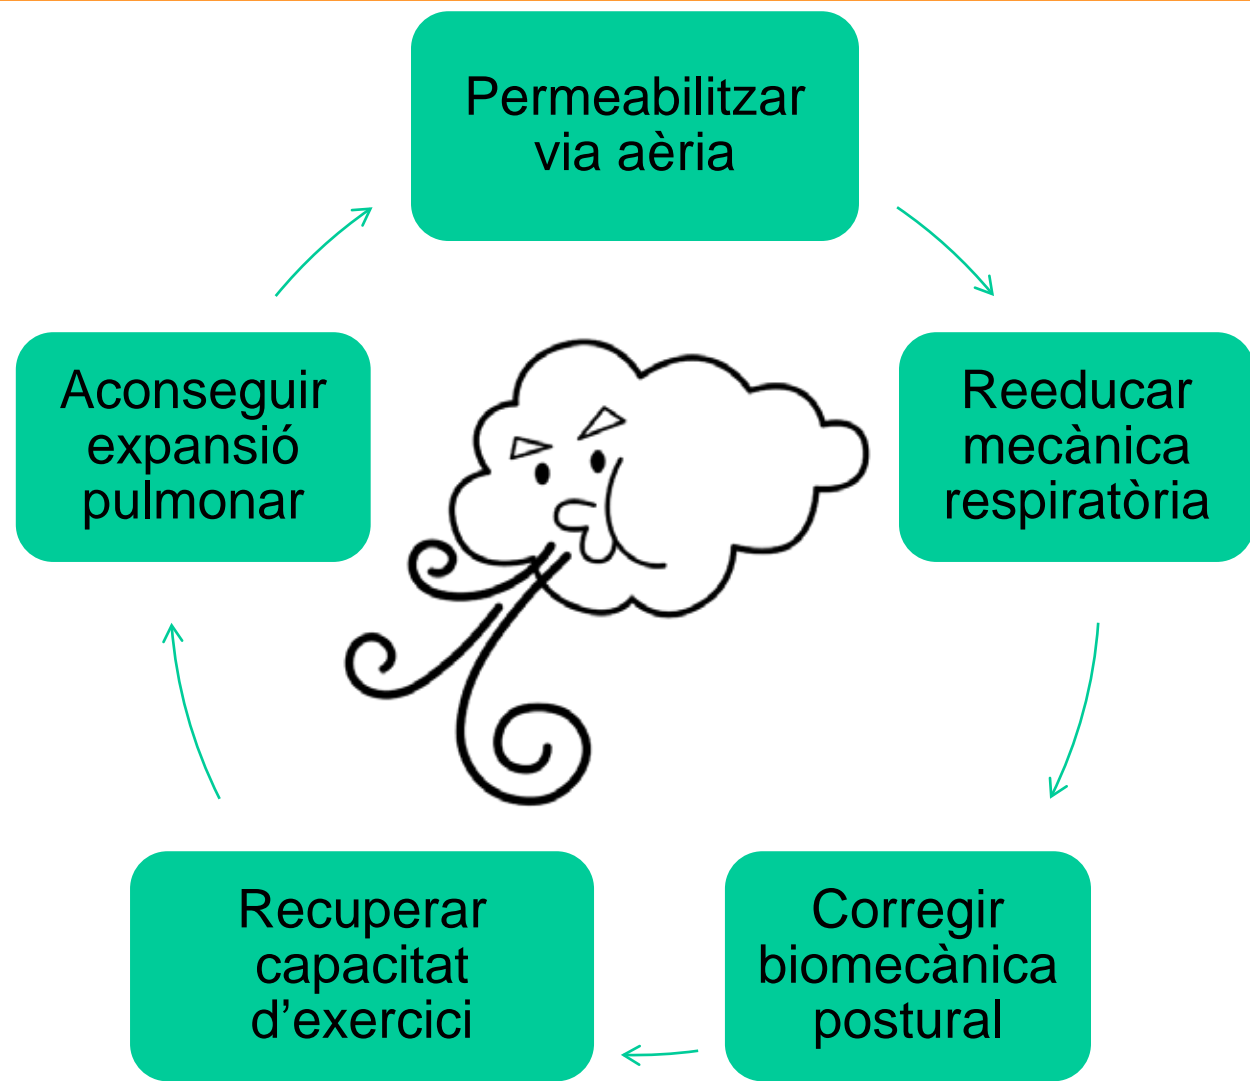 Permeabilitzar
via aèria
Reeducar
mecànica
respiratòria
Corregir
biomecànica
postural
Recuperar
capacitat
d’exercici
Aconseguir
expansió
pulmonar